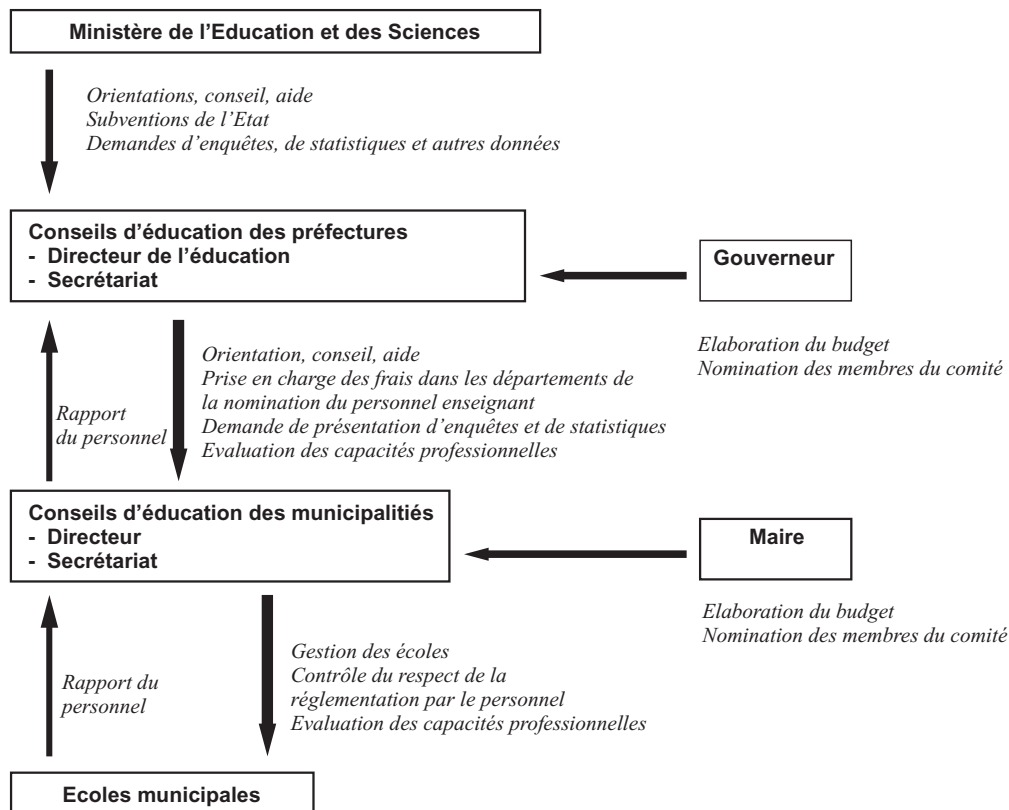 Ministère de l’Education et des Sciences
Orientations, conseil, aide
Subventions de l’Etat
Demandes d’enquêtes, de statistiques et autres données
Conseils d’éducation des préfectures
- Directeur de l’éducation
- Secrétariat
Gouverneur
Elaboration du budget
Nomination des membres du comité
Rapport
du personnel
Orientation, conseil, aide
Prise en charge des frais dans les départements de
la nomination du personnel enseignant
Demande de présentation d’enquêtes et de statistiques
Evaluation des capacités professionnelles
Conseils d’éducation des municipalitiés
- Directeur
- Secrétariat
Maire
Elaboration du budget
Nomination des membres du comité
Rapport du
personnel
Gestion des écoles
Contrôle du respect de la
réglementation par le personnel
Evaluation des capacités professionnelles
Ecoles municipales